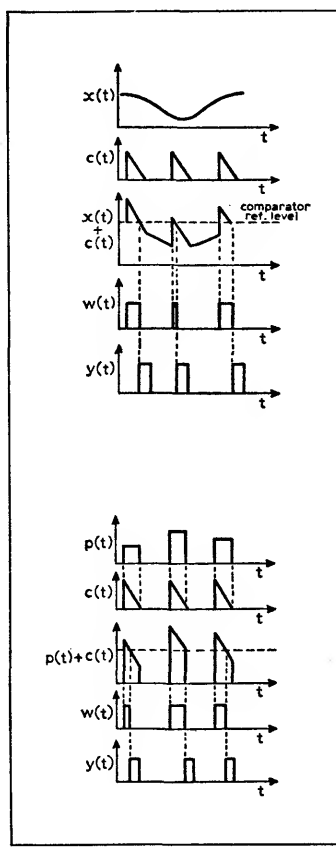 x(t)
t
c(t)
t
comparator
ref. level
x(t)
+
c(t)
t
w(t)
t
y(t)
t
p(t)
t
c(t)
t
p(t)+c(t)
t
w(t)
t
y(t)
t